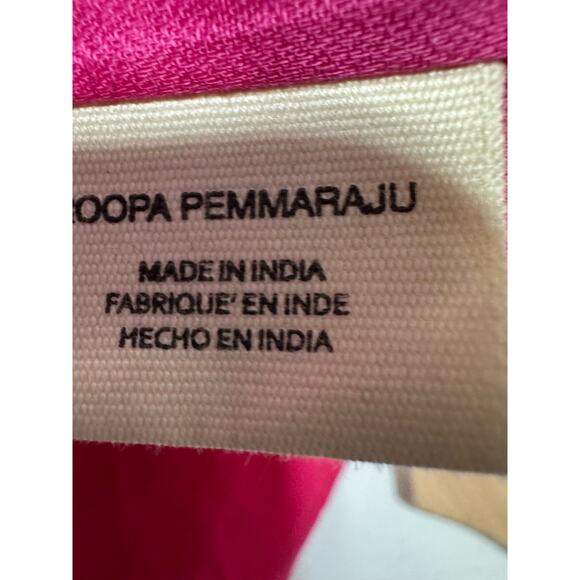 ROOPA PEMMARAJU
MADE IN INDIA
FABRIQUE' EN INDE
HECHO EN INDIA